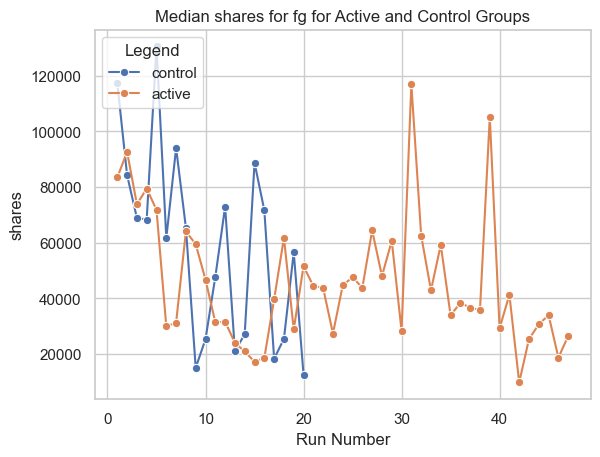 Median shares for fg for Active and Control Groups
Legend
control
active
shares
120000
100000
80000
60000
40000
20000
0
10
20
30
40
Run Number